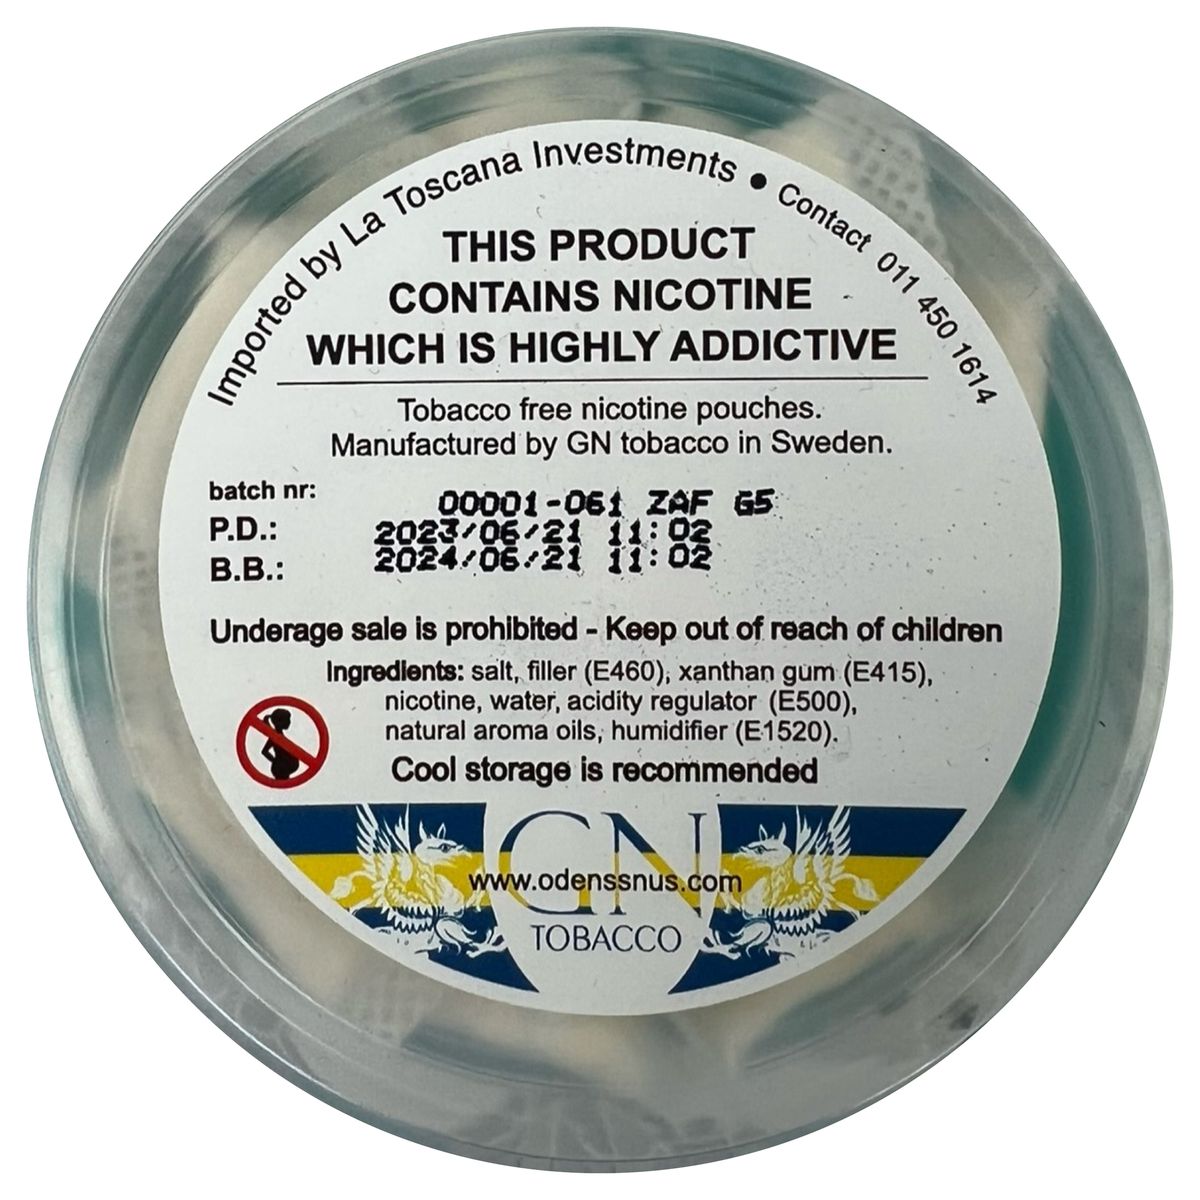 Imported by La Toscana Investments • Contact 011 450 1614
THIS PRODUCT
CONTAINS NICOTINE
WHICH IS HIGHLY ADDICTIVE
Tobacco free nicotine pouches.
Manufactured by GN tobacco in Sweden.
batch nr: 00001-061 ZAF G5
P.D.: 2023/06/21 11:02
B.B.: 2024/06/21 11:02
Underage sale is prohibited - Keep out of reach of children
Ingredients: salt, filler (E460), xanthan gum (E415),
nicotine, water, acidity regulator (E500),
natural aroma oils, humidifier (E1520).
Cool storage is recommended
GN
www.odenssnus.com
TOBACCO